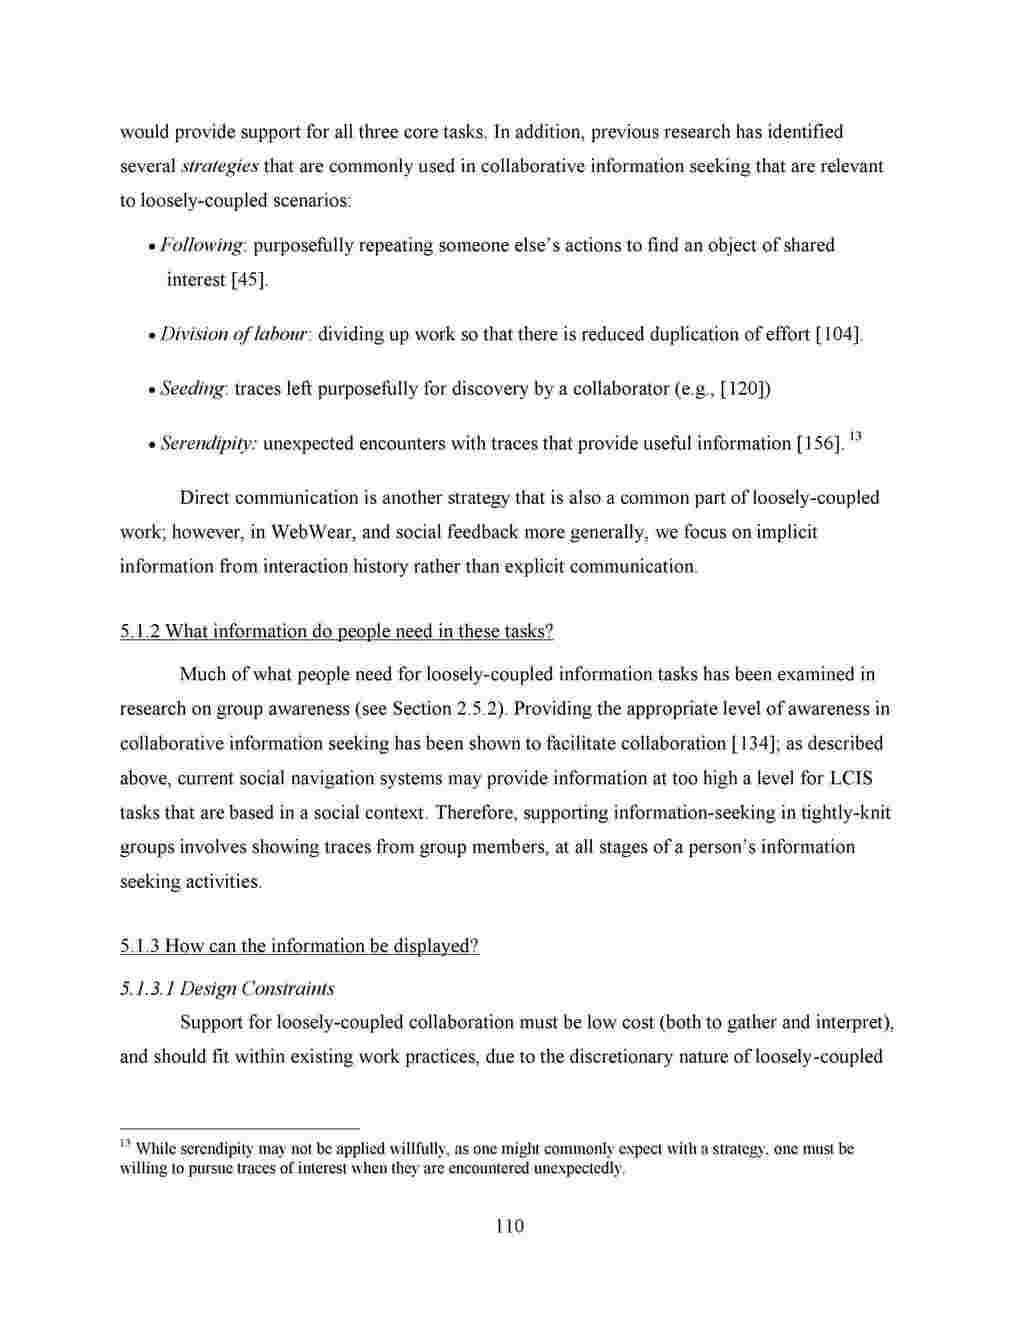 would provide support for all three core tasks. In addition, previous research has identified
several strategies that are commonly used in collaborative information seeking that are relevant
to loosely-coupled scenarios:
• Following: purposefully repeating someone else's actions to find an object of shared
interest [45].
• Division of labour: dividing up work so that there is reduced duplication of effort [104].
• Seeding: traces left purposefully for discovery by a collaborator (e.g., [120])
• Serendipity: unexpected encounters with traces that provide useful information [156]. 13
Direct communication is another strategy that is also a common part of loosely-coupled
work; however, in WebWear, and social feedback more generally, we focus on implicit
information from interaction history rather than explicit communication.
5.1.2 What information do people need in these tasks?
Much of what people need for loosely-coupled information tasks has been examined in
research on group awareness (see Section 2.5.2). Providing the appropriate level of awareness in
collaborative information seeking has been shown to facilitate collaboration [134]; as described
above, current social navigation systems may provide information at too high a level for LCIS
tasks that are based in a social context. Therefore, supporting information-seeking in tightly-knit
groups involves showing traces from group members, at all stages of a person's information
seeking activities.
5.1.3 How can the information be displayed?
5.1.3.1 Design Constraints
Support for loosely-coupled collaboration must be low cost (both to gather and interpret),
and should fit within existing work practices, due to the discretionary nature of loosely-coupled
13 While serendipity may not be applied willfully, as one might commonly expect with a strategy, one must be
willing to pursue traces of interest when they are encountered unexpectedly.
110